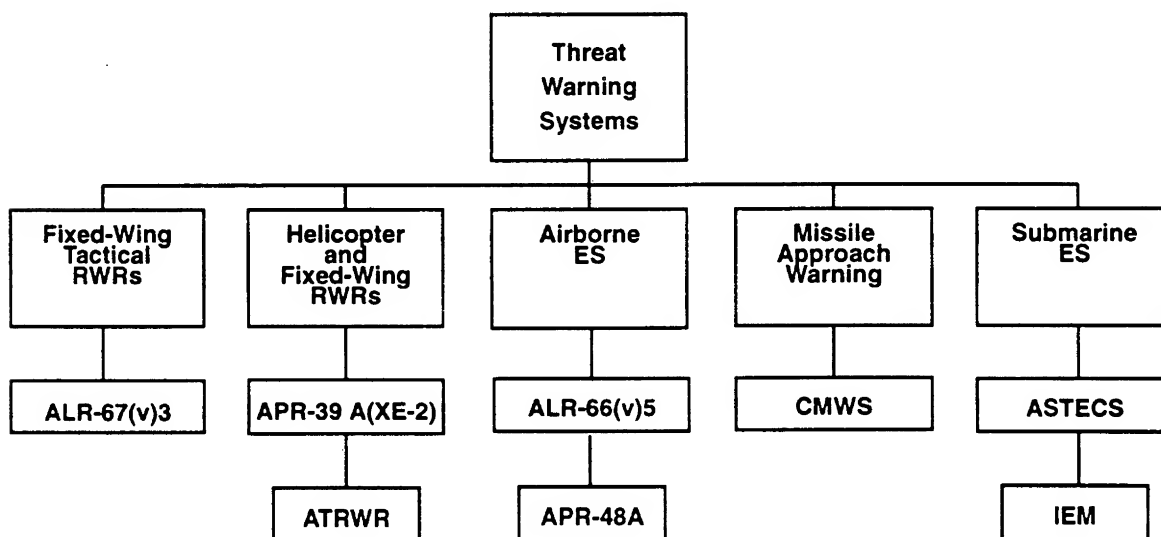 Threat
Warning
Systems
Fixed-Wing
Tactical
RWRs
Helicopter
and
Fixed-Wing
RWRs
Airborne
ES
Missile
Approach
Warning
Submarine
ES
ALR-67(v)3
APR-39 A(XE-2)
ALR-66(v)5
CMWS
ASTECS
ATRWR
APR-48A
IEM